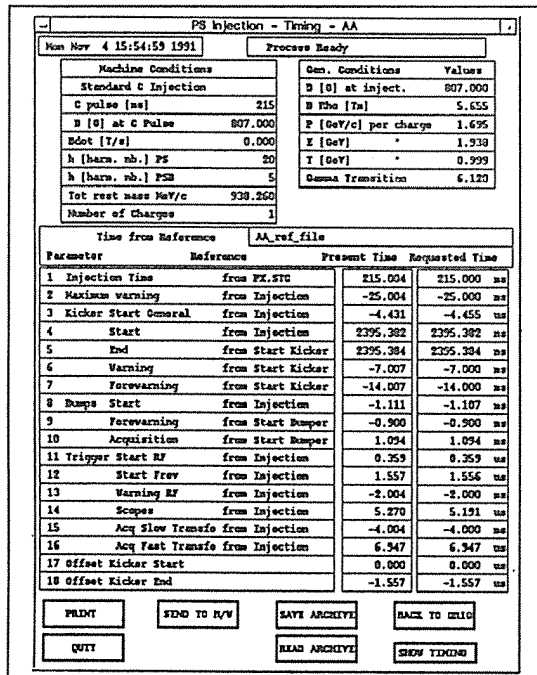 PS Injection - Timing - AA
Mon Nov 4 15:54:59 1991
Process Ready
Machine Conditions
Standard C Injection
C pulse [ms] 215
B [G] at C Pulse 807.000
Bdot [T/s] 0.000
h [harm. nb.] PS 20
h [harm. nb.] PSB 5
Tot rest mass MeV/c 938.260
Number of Charges 1
Gen. Conditions Values
B [G] at inject. 807.000
B Rho [Tm] 5.655
P [GeV/c] per charge 1.695
E [GeV] " 1.938
T [GeV] " 0.999
Gamma Transition 6.120
Time from Reference AA_ref_file
Parameter Reference Present Time Requested Time
1 Injection Time from PX.STG 215.004 215.000 ms
2 Maximum warning from Injection -25.004 -25.000 ms
3 Kicker Start General from Injection -4.431 -4.455 us
4 Start from Injection 2395.382 2395.382 ns
5 End from Start Kicker 2395.384 2395.384 ns
6 Warning from Start Kicker -7.007 -7.000 ms
7 Forewarning from Start Kicker -14.007 -14.000 ms
8 Bumps Start from Injection -1.111 -1.107 ms
9 Forewarning from Start Bumper -0.900 -0.900 ms
10 Acquisition from Start Bumper 1.094 1.094 ms
11 Trigger Start RF from Injection 0.359 0.359 us
12 Start Frev from Injection 1.557 1.556 us
13 Warning RF from Injection -2.004 -2.000 ms
14 Scopes from Injection 5.270 5.191 us
15 Acq Slow Transfo from Injection -4.004 -4.000 ms
16 Acq Fast Transfo from Injection 6.947 6.947 us
17 Offset Kicker Start 0.000 0.000 us
18 Offset Kicker End -1.557 -1.557 us
PRINT SEND TO H/W SAVE ARCHIVE BACK TO ORIG
QUIT READ ARCHIVE SHOW TIMING